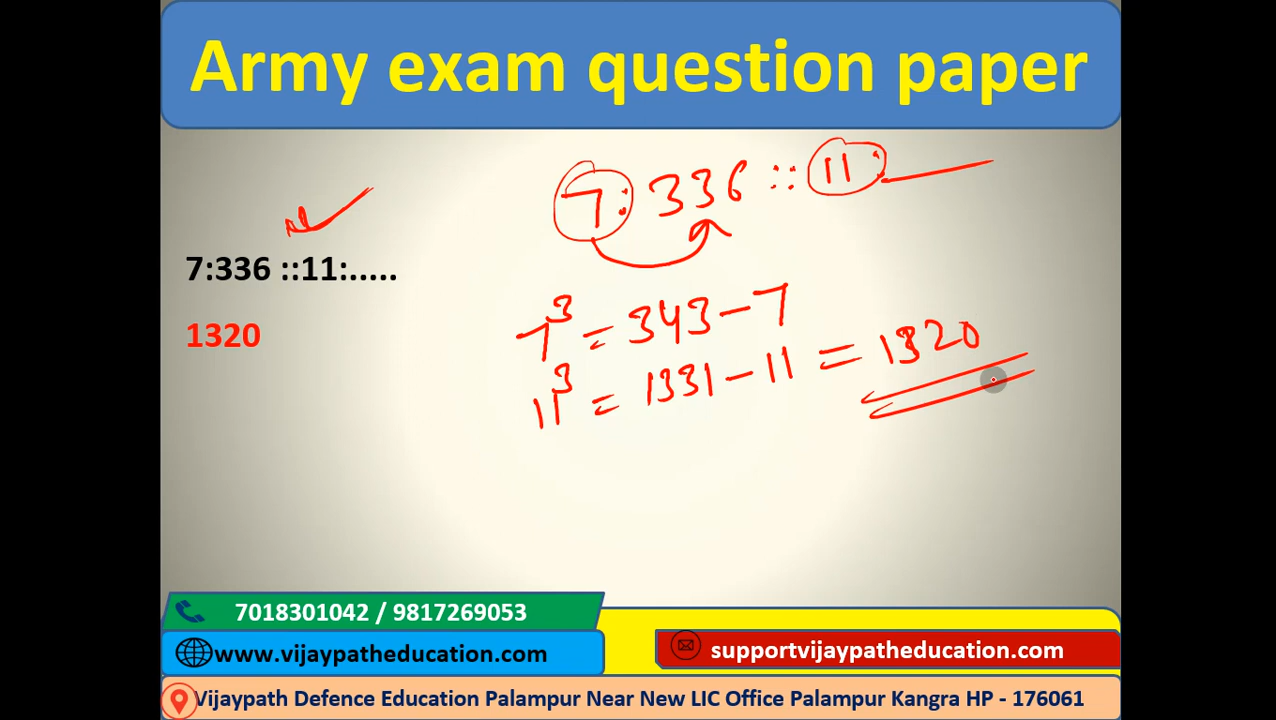 Army exam question paper
7: 336 :: 11:
7:336 ::11:.....
1320
7³ = 343 - 7
11³ = 1331 - 11 = 1320
7018301042 / 9817269053
www.vijaypatheducation.com
supportvijaypatheducation.com
Vijaypath Defence Education Palampur Near New LIC Office Palampur Kangra HP - 176061